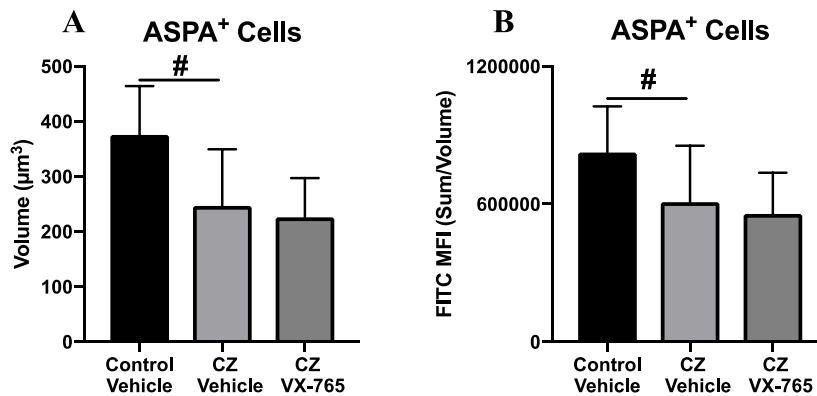 A
ASPA⁺ Cells
#
Volume (μm³)
500
400
300
200
100
0
Control
Vehicle
CZ
Vehicle
CZ
VX-765
B
ASPA⁺ Cells
#
FITC MFI (Sum/Volume)
1200000
600000
0
Control
Vehicle
CZ
Vehicle
CZ
VX-765